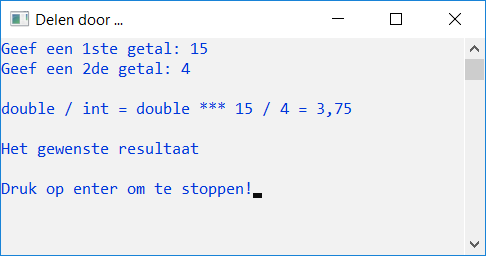 Delen door ...
Geef een 1ste getal: 15
Geef een 2de getal: 4
double / int = double *** 15 / 4 = 3,75
Het gewenste resultaat
Druk op enter om te stoppen!